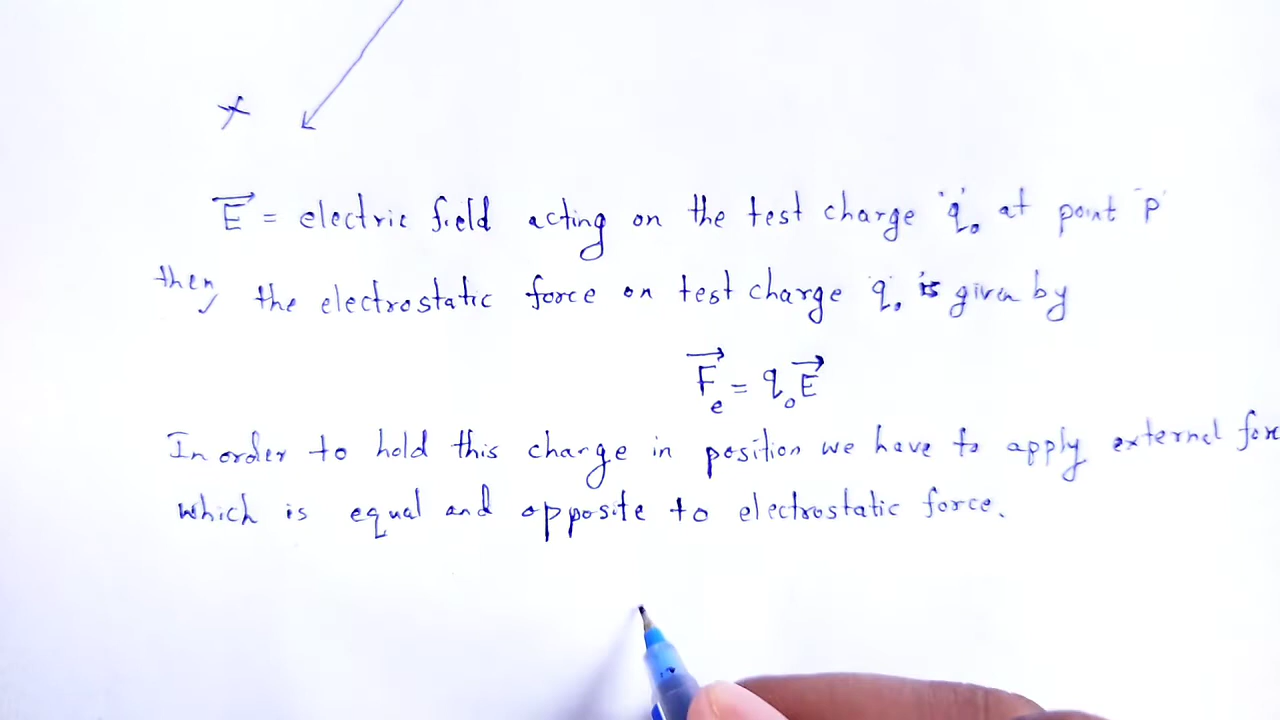 x
E⃗ = electric field acting on the test charge 'q₀' at point 'P'
then, the electrostatic force on test charge q₀ is given by
F⃗e = q₀E⃗
In order to hold this charge in position we have to apply external
which is equal and opposite to electrostatic force.